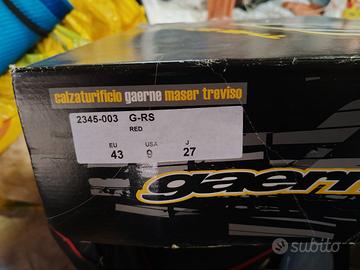 calzaturificio gaerne maser treviso
2345-003 G-RS
RED
EU USA J
43 9 27
gaerne
subito